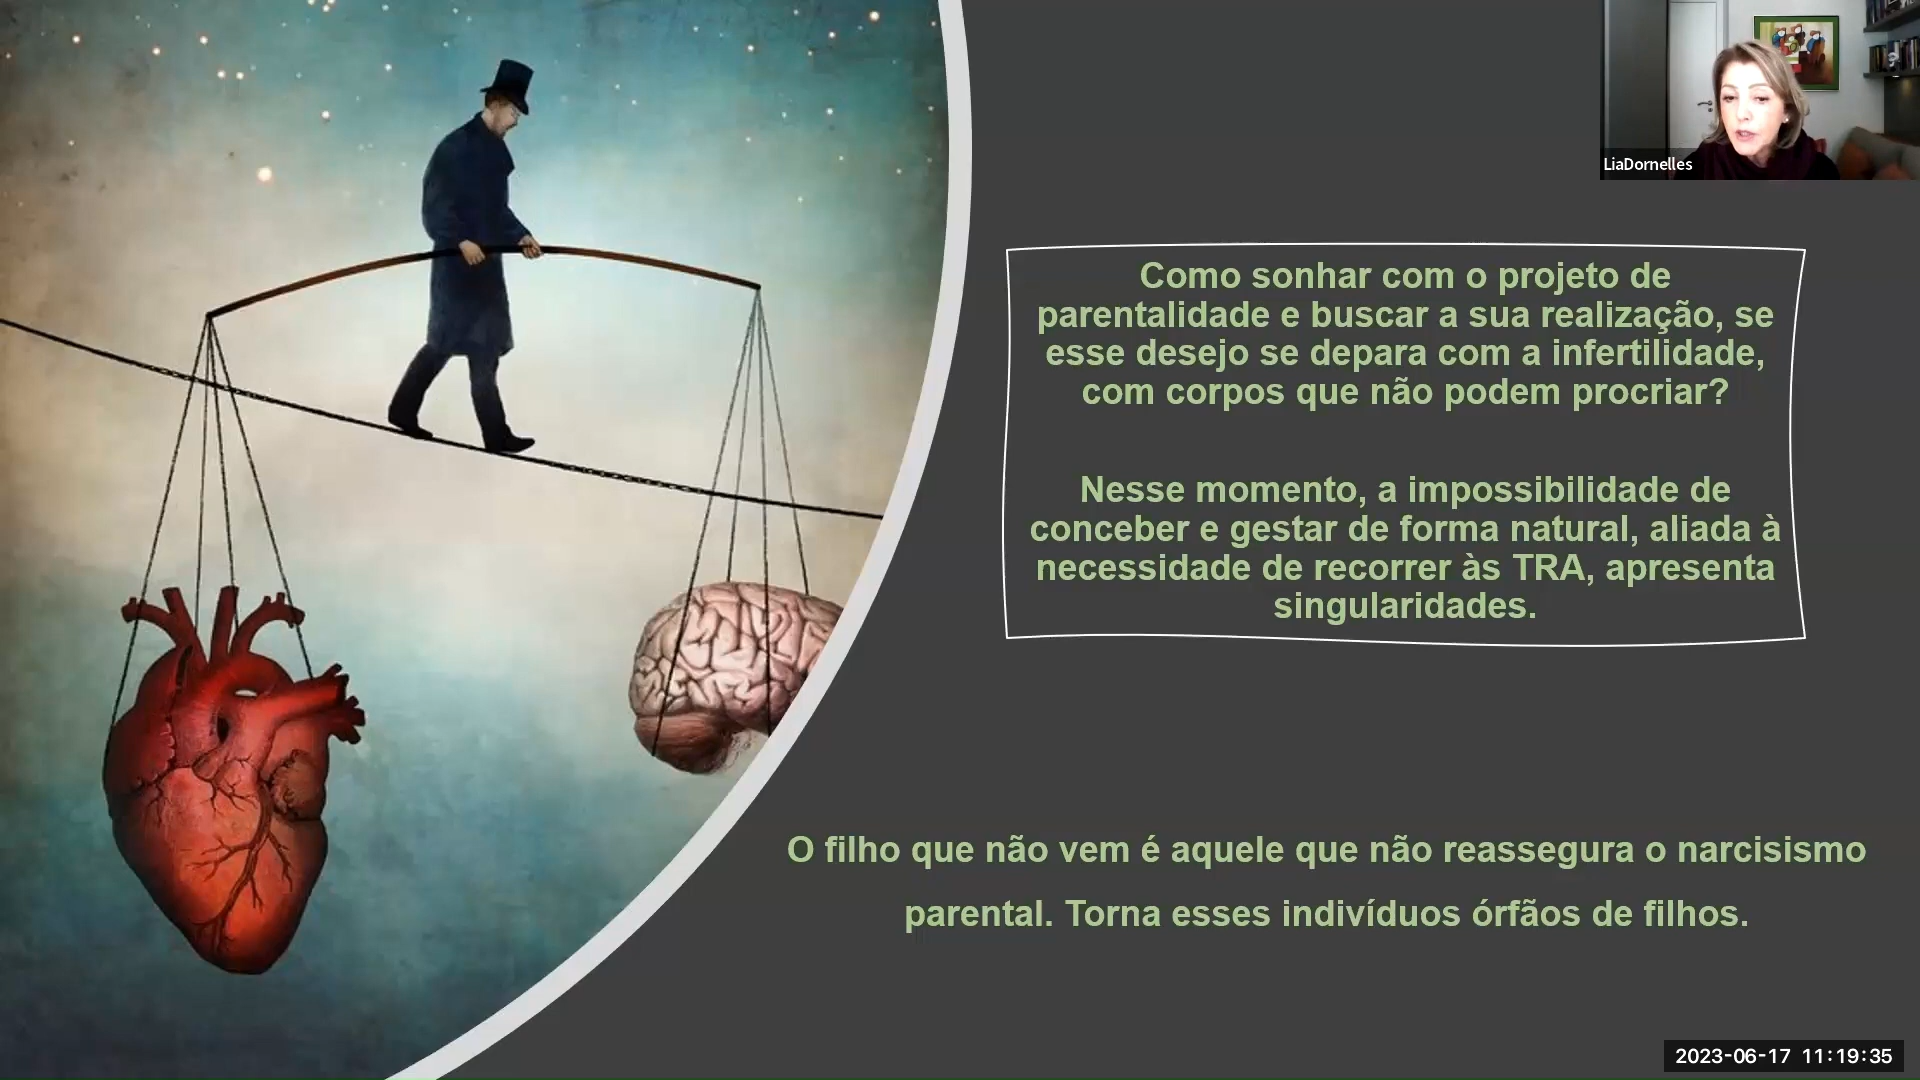 LiaDornelles
Como sonhar com o projeto de
parentalidade e buscar a sua realização, se
esse desejo se depara com a infertilidade,
com corpos que não podem procriar?
Nesse momento, a impossibilidade de
conceber e gestar de forma natural, aliada à
necessidade de recorrer às TRA, apresenta
singularidades.
O filho que não vem é aquele que não reassegura o narcisismo
parental. Torna esses indivíduos órfãos de filhos.
2023-06-17 11:19:35